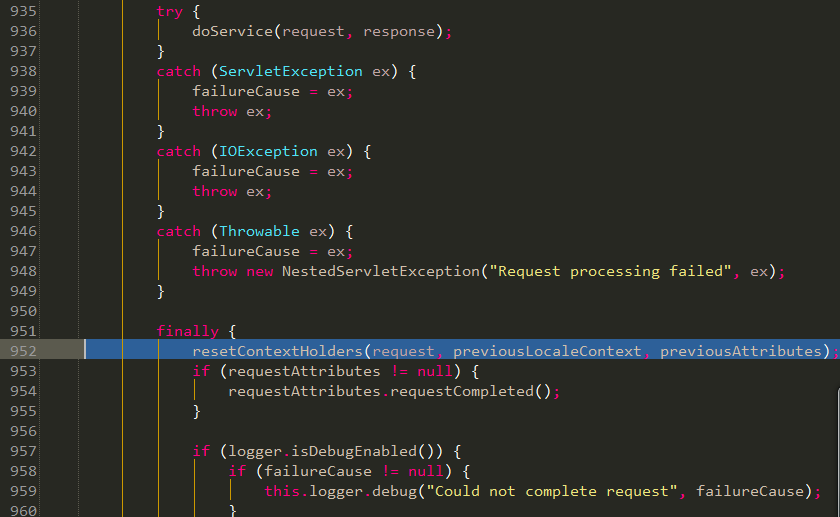 935 try {
936 doService(request, response);
937 }
938 catch (ServletException ex) {
939 failureCause = ex;
940 throw ex;
941 }
942 catch (IOException ex) {
943 failureCause = ex;
944 throw ex;
945 }
946 catch (Throwable ex) {
947 failureCause = ex;
948 throw new NestedServletException("Request processing failed", ex);
949 }
950
951 finally {
952 resetContextHolders(request, previousLocaleContext, previousAttributes);
953 if (requestAttributes != null) {
954 requestAttributes.requestCompleted();
955 }
956
957 if (logger.isDebugEnabled()) {
958 if (failureCause != null) {
959 this.logger.debug("Could not complete request", failureCause);
960 }